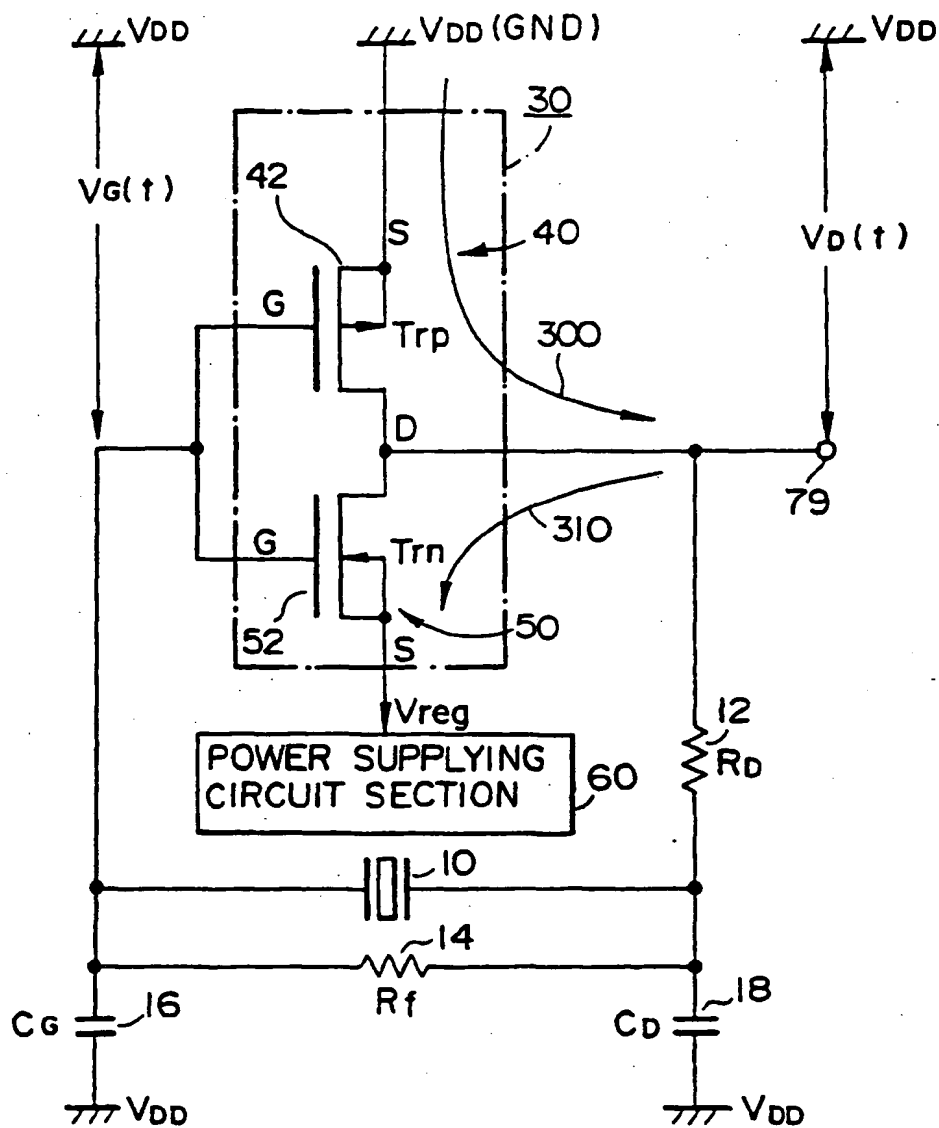 VDD
VDD (GND)
VDD
30
VG(t)
42
S
40
VD(t)
G
Trp
300
D
79
310
G
Trn
52
50
S
Vreg
12
RD
POWER SUPPLYING
CIRCUIT SECTION
60
10
14
Rf
16
CG
18
CD
VDD
VDD